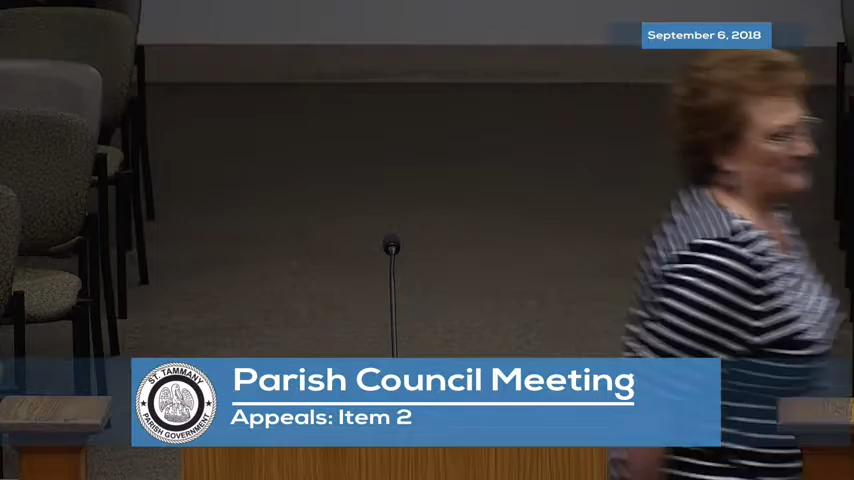 September 6, 2018
Parish Council Meeting
Appeals: Item 2
ST. TAMMANY
PARISH GOVERNMENT